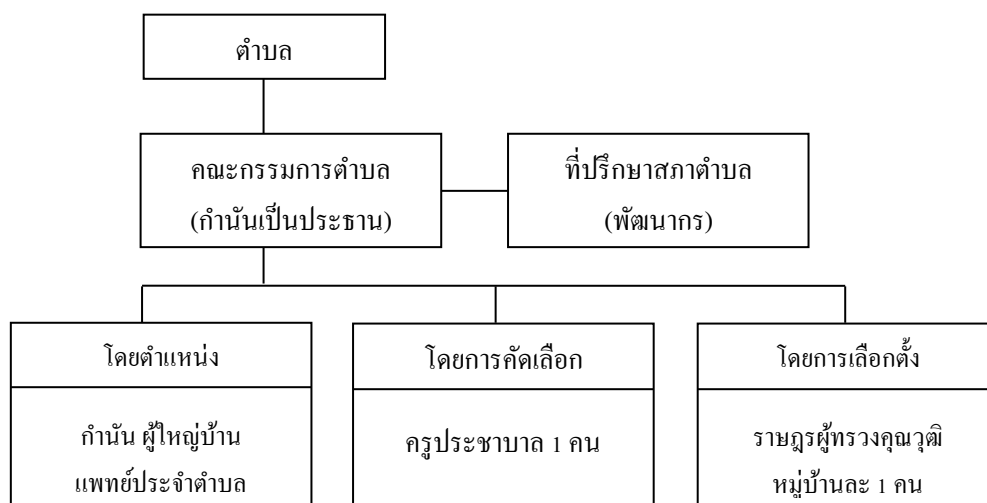 ตำบล
คณะกรรมการตำบล
(กำนันเป็นประธาน)
ที่ปรึกษาสภาตำบล
(พัฒนากร)
โดยตำแหน่ง
กำนัน ผู้ใหญ่บ้าน
แพทย์ประจำตำบล
โดยการคัดเลือก
ครูประชาบาล 1 คน
โดยการเลือกตั้ง
ราษฎรผู้ทรวงคุณวุฒิ
หมู่บ้านละ 1 คน